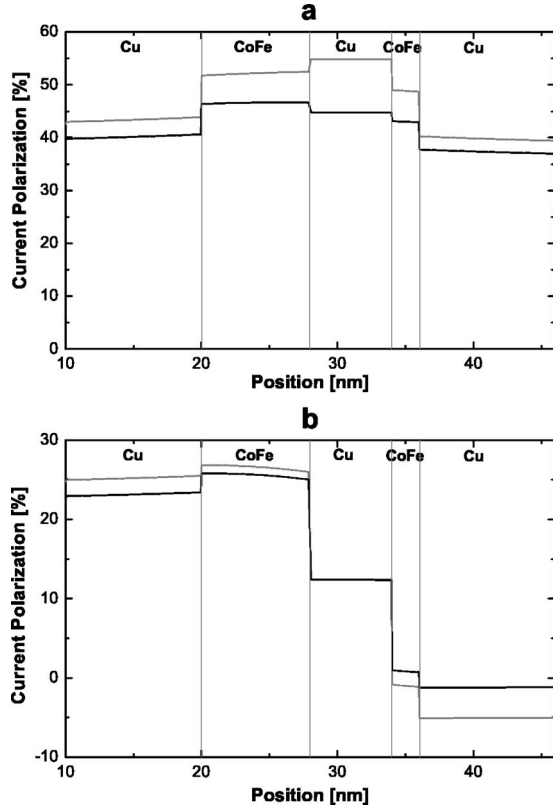 a
60
Cu CoFe Cu CoFe Cu
50
40
30
20
10
0
Current Polarization [%]
10 20 30 40
Position [nm]
b
30
Cu CoFe Cu CoFe Cu
20
10
0
-10
Current Polarization [%]
10 20 30 40
Position [nm]